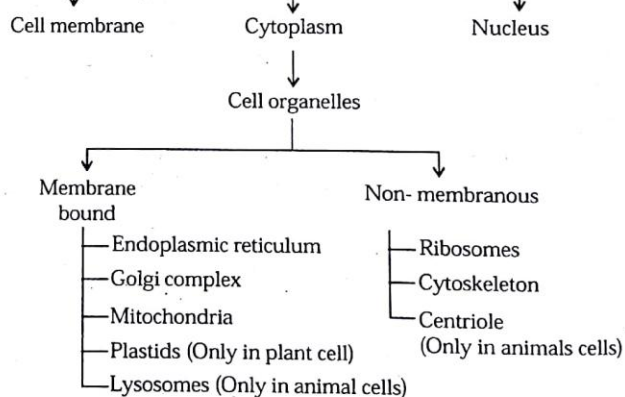 Cell membrane
Cytoplasm
Nucleus
Cell organelles
Membrane
bound
Endoplasmic reticulum
Golgi complex
Mitochondria
Plastids (Only in plant cell)
Lysosomes (Only in animal cells)
Non- membranous
Ribosomes
Cytoskeleton
Centriole
(Only in animals cells)